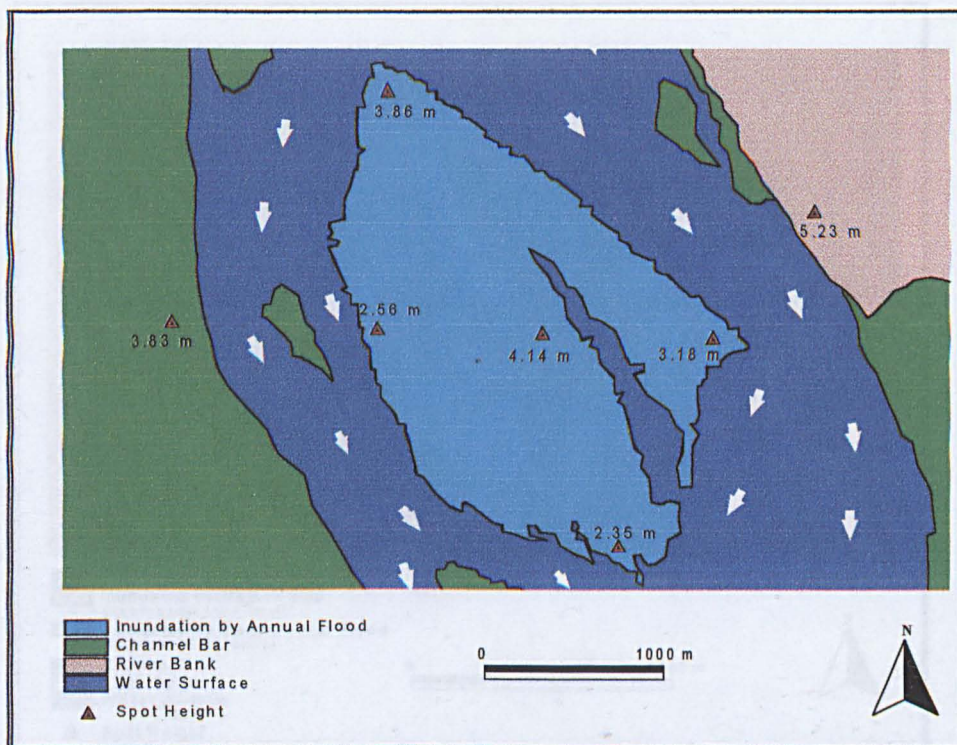 3.86 m
5.23 m
2.56 m
3.83 m
4.14 m
3.18 m
2.35 m
Inundation by Annual Flood
Channel Bar
River Bank
Water Surface
Spot Height
0 1000 m
N